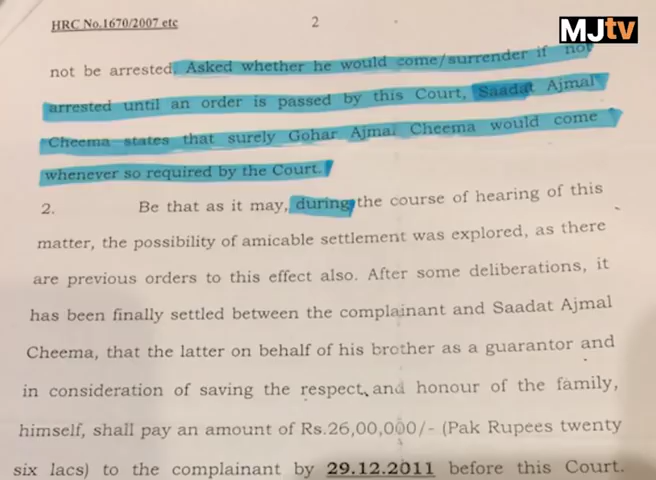 HRC No.1670/2007 etc
2
MJtv
not be arrested. Asked whether he would come/surrender if not
arrested until an order is passed by this Court, Saadat Ajmal
Cheema states that surely Gohar Ajmal Cheema would come
whenever so required by the Court.
2. Be that as it may, during the course of hearing of this
matter, the possibility of amicable settlement was explored, as there
are previous orders to this effect also. After some deliberations, it
has been finally settled between the complainant and Saadat Ajmal
Cheema, that the latter on behalf of his brother as a guarantor and
in consideration of saving the respect and honour of the family,
himself, shall pay an amount of Rs.26,00,000/- (Pak Rupees twenty
six lacs) to the complainant by 29.12.2011 before this Court.